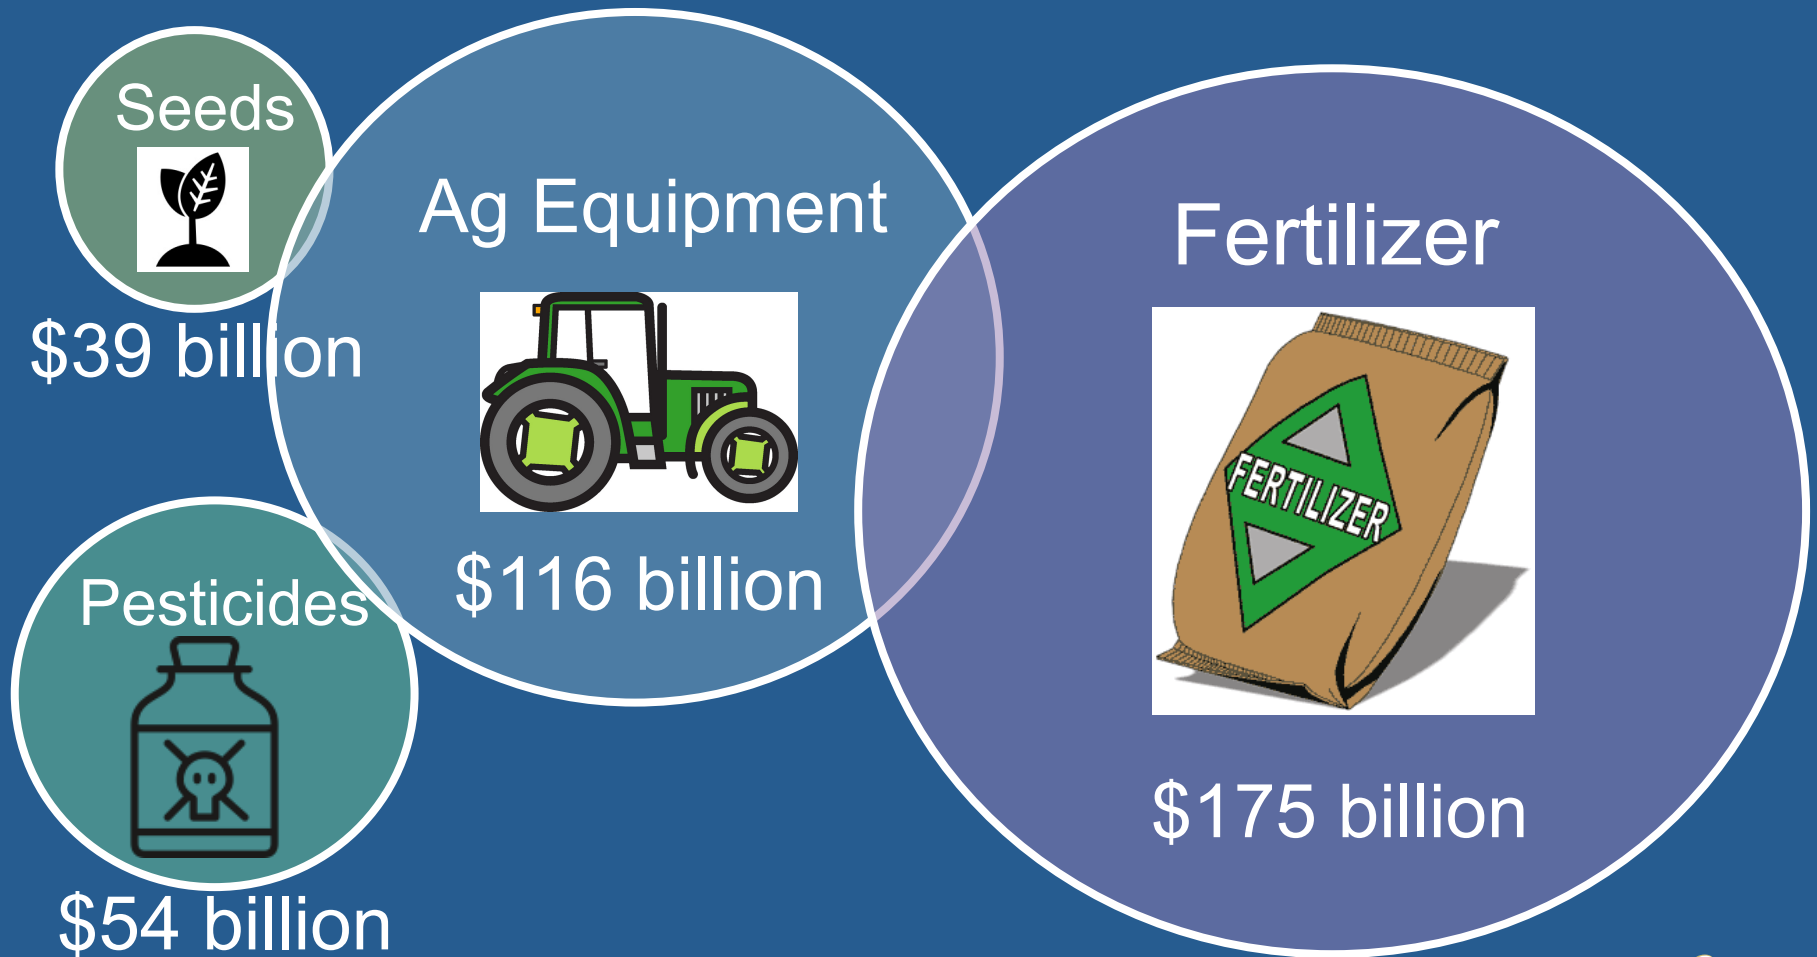 Seeds
$39 billion
Ag Equipment
$116 billion
Fertilizer
FERTILIZER
$175 billion
Pesticides
$54 billion